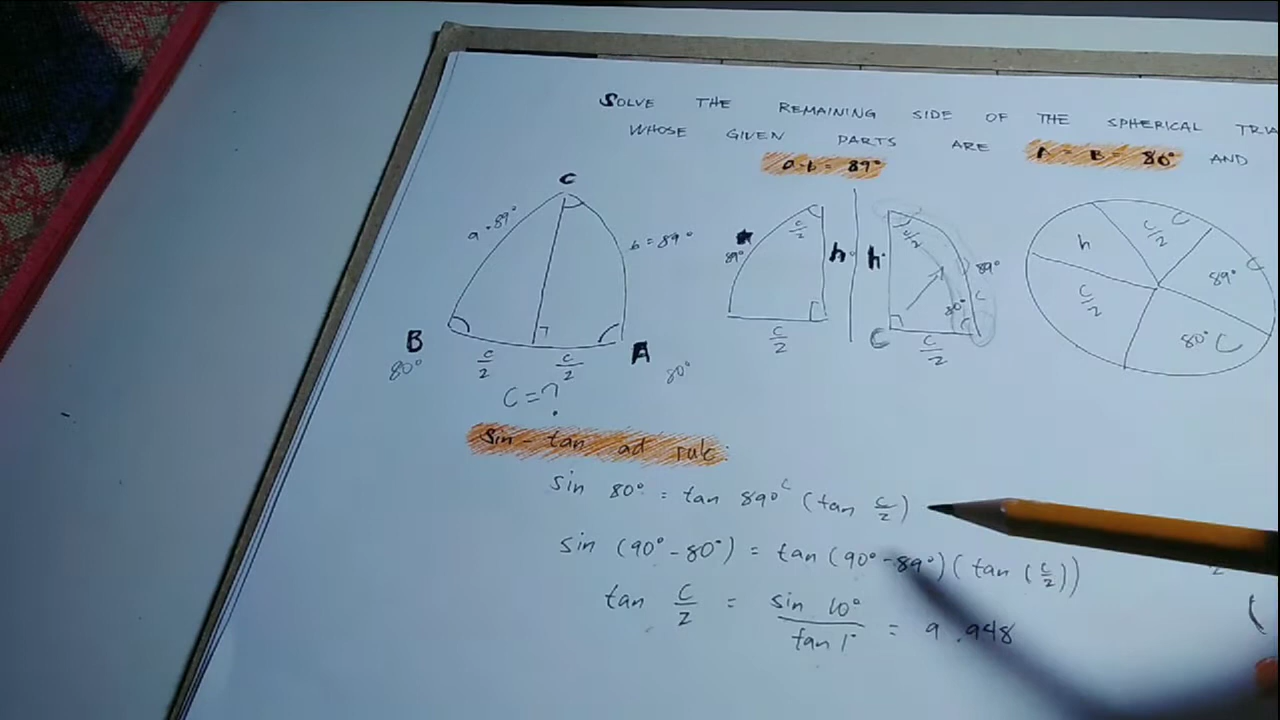 SOLVE THE REMAINING SIDE OF THE SPHERICAL
WHOSE GIVEN PARTS ARE A = B = 80° AND
a=b= 89°
C
a = 89°
b = 89°
B
80°
A
80°
c/2
c/2
C = ?
c/2
89°
h
c/2
h
c/2
89°
80°
C
c/2
h
c/2
C
89° C
80° C
c/2
Sin - tan ad rule:
sin 80° = tan 89°ᶜ (tan c/2)
sin (90° - 80°) = tan (90° - 89°) (tan (c/2))
tan c/2 = sin 10° / tan 1° = 9.948